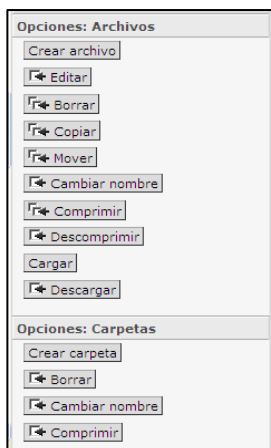 Opciones: Archivos
Crear archivo
Editar
Borrar
Copiar
Mover
Cambiar nombre
Comprimir
Descomprimir
Cargar
Descargar
Opciones: Carpetas
Crear carpeta
Borrar
Cambiar nombre
Comprimir